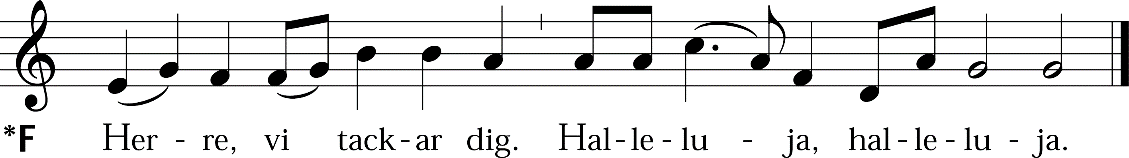 *F Her - re, vi tack - ar dig. Hal - le - lu - ja, hal - le - lu - ja.